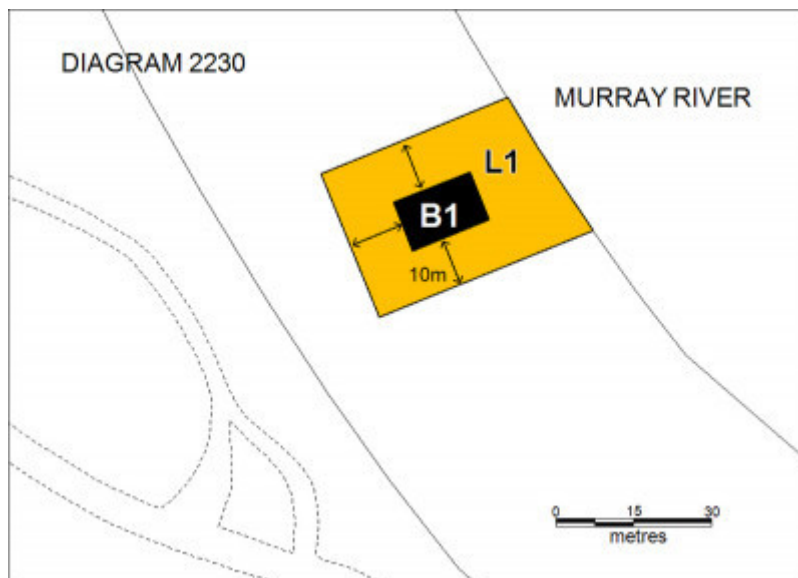 DIAGRAM 2230
MURRAY RIVER
L1
B1
10m
0 15 30
metres